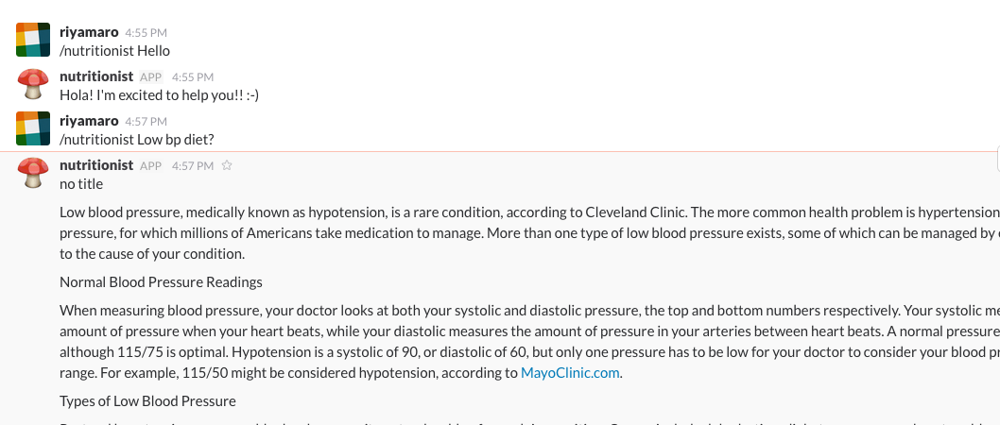 riyamaro 4:55 PM
/nutritionist Hello
nutritionist APP 4:55 PM
Hola! I'm excited to help you!! :-)
riyamaro 4:57 PM
/nutritionist Low bp diet?
nutritionist APP 4:57 PM
no title
Low blood pressure, medically known as hypotension, is a rare condition, according to Cleveland Clinic. The more common health problem is hypertension
pressure, for which millions of Americans take medication to manage. More than one type of low blood pressure exists, some of which can be managed by
to the cause of your condition.
Normal Blood Pressure Readings
When measuring blood pressure, your doctor looks at both your systolic and diastolic pressure, the top and bottom numbers respectively. Your systolic
amount of pressure when your heart beats, while your diastolic measures the amount of pressure in your arteries between heart beats. A normal pressure
although 115/75 is optimal. Hypotension is a systolic of 90, or diastolic of 60, but only one pressure has to be low for your doctor to consider your blood
range. For example, 115/50 might be considered hypotension, according to MayoClinic.com.
Types of Low Blood Pressure